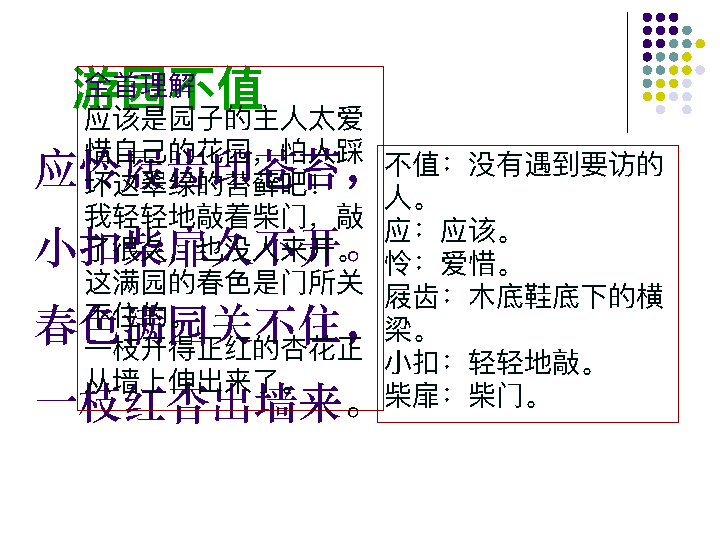 游园不值
应怜屐齿印苍苔，
小扣柴扉久不开。
春色满园关不住，
一枝红杏出墙来。
全首理解
应该是园子的主人太爱
惜自己的花园，怕人踩
坏这翠绿的苔藓吧！
我轻轻地敲着柴门，敲
了很久，也没人来开。
这满园的春色是门所关
不住的，
一枝开得正红的杏花正
从墙上伸出来了。
不值：没有遇到要访的
人。
应：应该。
怜：爱惜。
屐齿：木底鞋底下的横
梁。
小扣：轻轻地敲。
柴扉：柴门。